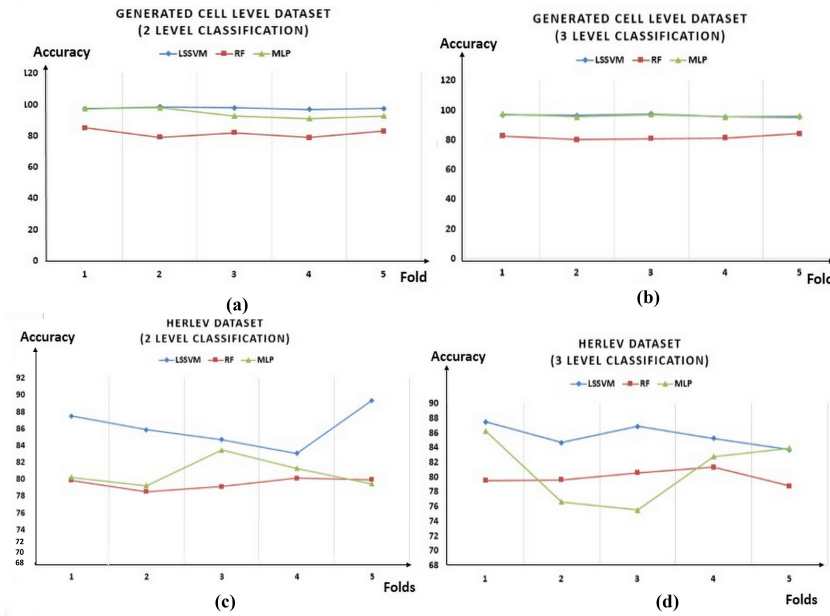 GENERATED CELL LEVEL DATASET
(2 LEVEL CLASSIFICATION)
Accuracy
LSSVM RF MLP
120
100
80
60
40
20
0
1 2 3 4 5
Fold
(a)
GENERATED CELL LEVEL DATASET
(3 LEVEL CLASSIFICATION)
Accuracy
LSSVM RF MLP
120
100
80
60
40
20
0
1 2 3 4 5
Fold
(b)
HERLEV DATASET
(2 LEVEL CLASSIFICATION)
Accuracy
LSSVM RF MLP
92
90
88
86
84
82
80
78
76
74
72
70
68
1 2 3 4 5
Folds
(c)
HERLEV DATASET
(3 LEVEL CLASSIFICATION)
Accuracy
LSSVM RF MLP
90
88
86
84
82
80
78
76
74
72
70
68
1 2 3 4 5
Folds
(d)